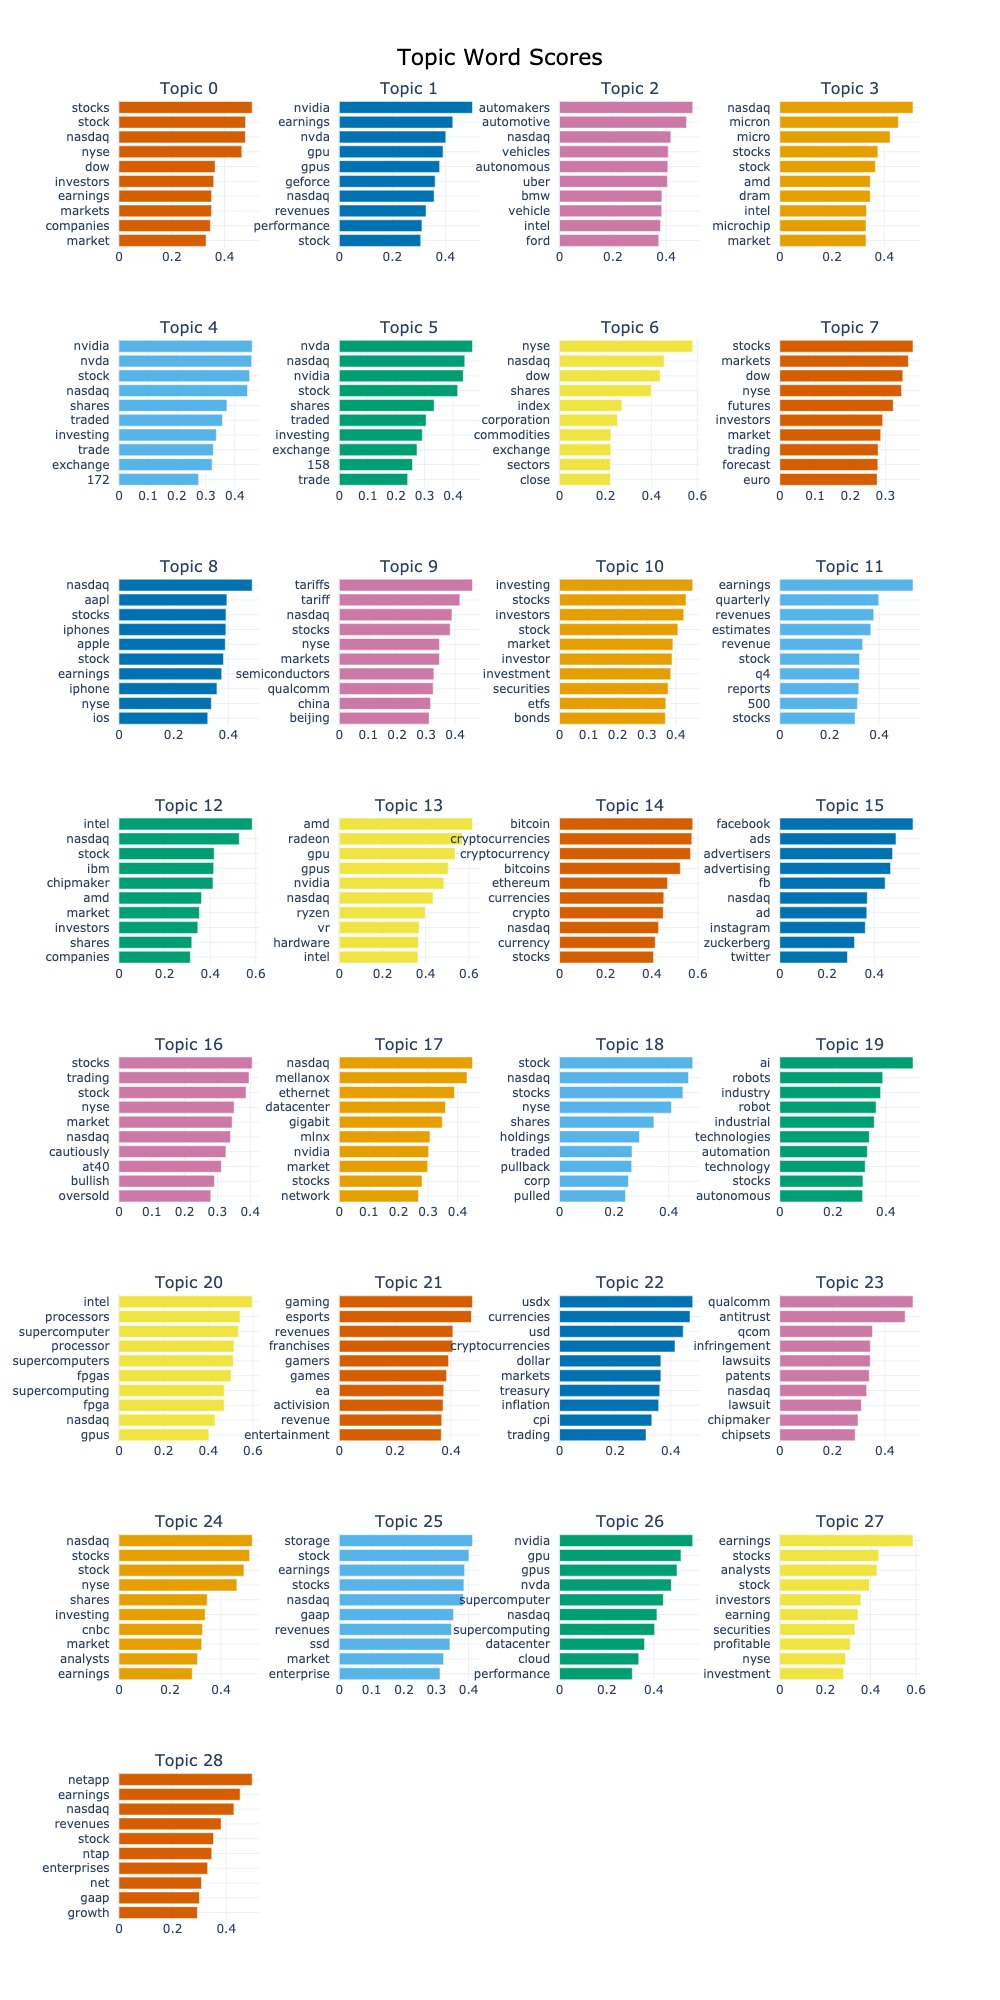 Topic Word Scores
Topic 0
stocks
stock
nasdaq
nyse
dow
investors
earnings
markets
companies
market
0 0.2 0.4
Topic 1
nvidia
earnings
nvda
gpu
gpus
geforce
nasdaq
revenues
performance
stock
0 0.2 0.4
Topic 2
automakers
automotive
nasdaq
vehicles
autonomous
uber
bmw
vehicle
intel
ford
0 0.2 0.4
Topic 3
nasdaq
micron
micro
stocks
stock
amd
dram
intel
microchip
market
0 0.2 0.4
Topic 4
nvidia
nvda
stock
nasdaq
shares
traded
investing
trade
exchange
172
0 0.1 0.2 0.3 0.4
Topic 5
nvda
nasdaq
nvidia
stock
shares
traded
investing
exchange
158
trade
0 0.1 0.2 0.3 0.4
Topic 6
nyse
nasdaq
dow
shares
index
corporation
commodities
exchange
sectors
close
0 0.2 0.4 0.6
Topic 7
stocks
markets
dow
nyse
futures
investors
market
trading
forecast
euro
0 0.1 0.2 0.3
Topic 8
nasdaq
aapl
stocks
iphones
apple
stock
earnings
iphone
nyse
ios
0 0.2 0.4
Topic 9
tariffs
tariff
nasdaq
stocks
nyse
markets
semiconductors
qualcomm
china
beijing
0 0.1 0.2 0.3 0.4
Topic 10
investing
stocks
investors
stock
market
investor
investment
securities
etfs
bonds
0 0.1 0.2 0.3 0.4
Topic 11
earnings
quarterly
revenues
estimates
revenue
stock
q4
reports
500
stocks
0 0.2 0.4
Topic 12
intel
nasdaq
stock
ibm
chipmaker
amd
market
investors
shares
companies
0 0.2 0.4 0.6
Topic 13
amd
radeon
gpu
gpus
nvidia
nasdaq
ryzen
vr
hardware
intel
0 0.2 0.4 0.6
Topic 14
bitcoin
cryptocurrencies
cryptocurrency
bitcoins
ethereum
currencies
crypto
nasdaq
currency
stocks
0 0.2 0.4 0.6
Topic 15
facebook
ads
advertisers
advertising
fb
nasdaq
ad
instagram
zuckerberg
twitter
0 0.2 0.4
Topic 16
stocks
trading
stock
nyse
market
nasdaq
cautiously
at40
bullish
oversold
0 0.1 0.2 0.3 0.4
Topic 17
nasdaq
mellanox
ethernet
datacenter
gigabit
mlnx
nvidia
market
stocks
network
0 0.1 0.2 0.3 0.4
Topic 18
stock
nasdaq
stocks
nyse
shares
holdings
traded
pullback
corp
pulled
0 0.2 0.4
Topic 19
ai
robots
industry
robot
industrial
technologies
automation
technology
stocks
autonomous
0 0.2 0.4
Topic 20
intel
processors
supercomputer
processor
supercomputers
fpgas
supercomputing
fpga
nasdaq
gpus
0 0.2 0.4 0.6
Topic 21
gaming
esports
revenues
franchises
gamers
games
ea
activision
revenue
entertainment
0 0.2 0.4
Topic 22
usdx
currencies
usd
cryptocurrencies
dollar
markets
treasury
inflation
cpi
trading
0 0.2 0.4
Topic 23
qualcomm
antitrust
qcom
infringement
lawsuits
patents
nasdaq
lawsuit
chipmaker
chipsets
0 0.2 0.4
Topic 24
nasdaq
stocks
stock
nyse
shares
investing
cnbc
market
analysts
earnings
0 0.2 0.4
Topic 25
storage
stock
earnings
stocks
nasdaq
gaap
revenues
ssd
market
enterprise
0 0.1 0.2 0.3 0.4
Topic 26
nvidia
gpu
gpus
nvda
supercomputer
nasdaq
supercomputing
datacenter
cloud
performance
0 0.2 0.4
Topic 27
earnings
stocks
analysts
stock
investors
earning
securities
profitable
nyse
investment
0 0.2 0.4 0.6
Topic 28
netapp
earnings
nasdaq
revenues
stock
ntap
enterprises
net
gaap
growth
0 0.2 0.4